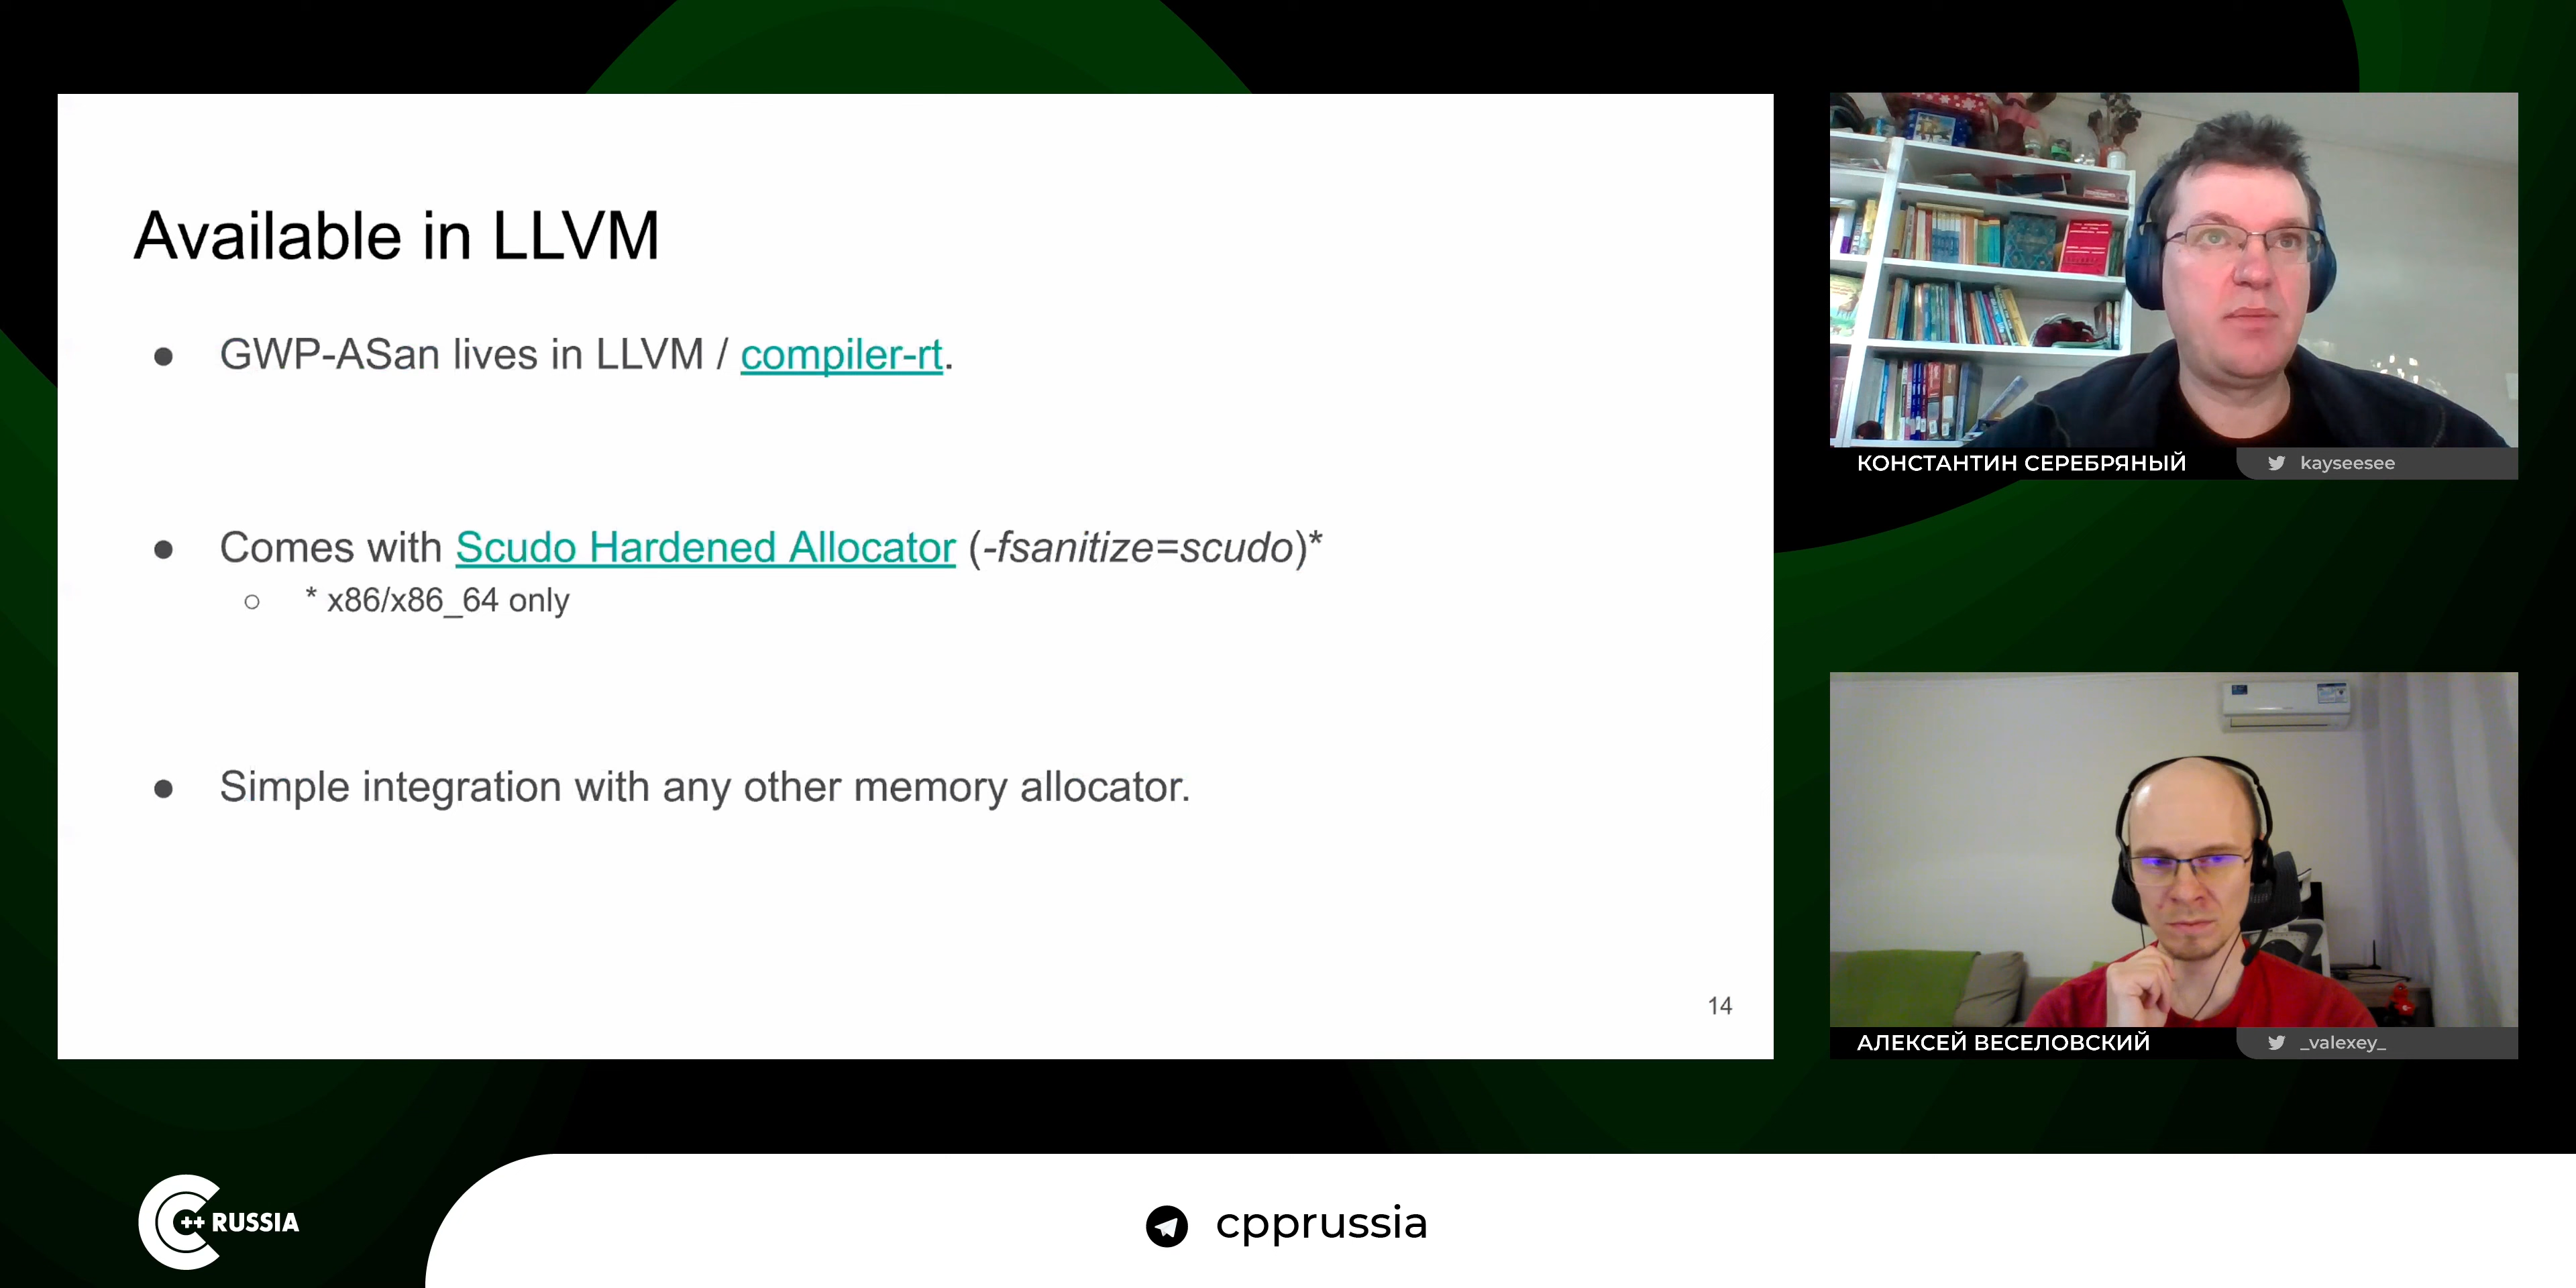 Available in LLVM
● GWP-ASan lives in LLVM / compiler-rt.
● Comes with Scudo Hardened Allocator (-fsanitize=scudo)*
○ * x86/x86_64 only
● Simple integration with any other memory allocator.
14
КОНСТАНТИН СЕРЕБРЯНЫЙ
kayseesee
АЛЕКСЕЙ ВЕСЕЛОВСКИЙ
_valexey_
C++ RUSSIA
cpprussia